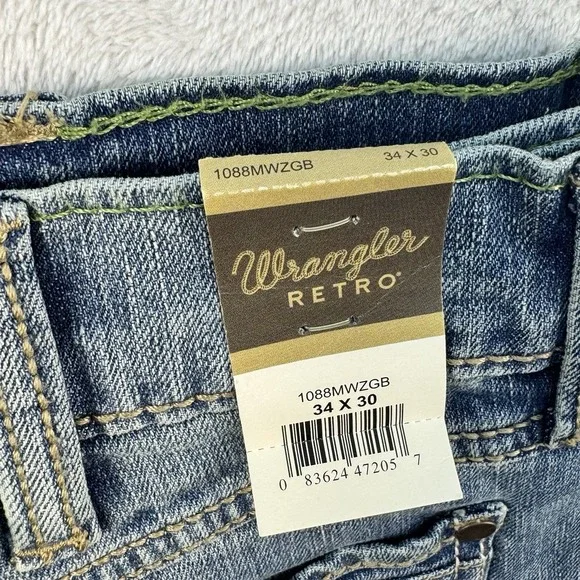 1088MWZGB 34 X 30
Wrangler
RETRO®
1088MWZGB
34 X 30
0 83624 47205 7